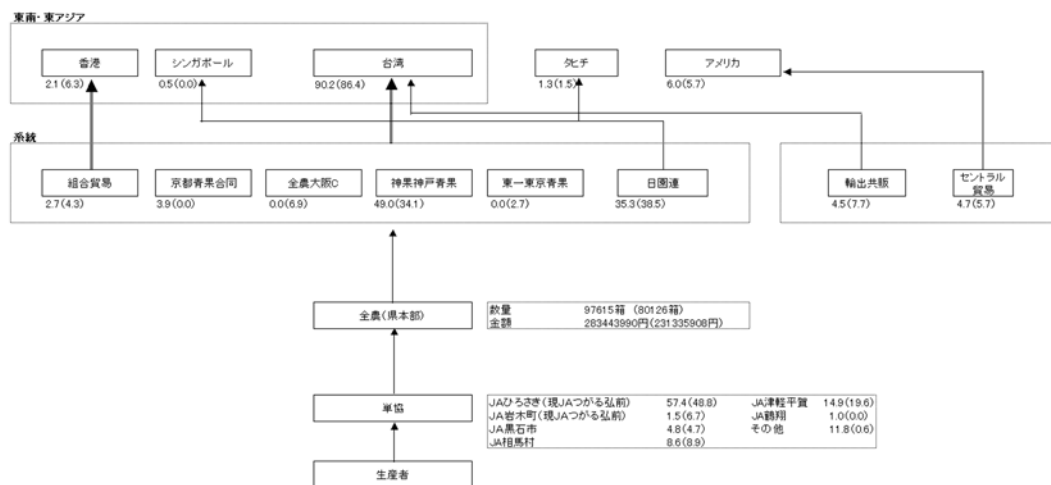 東南・東アジア
香港
シンガポール
台湾
タヒチ
アメリカ
2.1(6.3)
0.5(0.0)
90.2(86.4)
1.3(1.5)
6.0(5.7)
系統
組合貿易
京都青果合同
全農大阪C
神果神戸青果
東一東京青果
日園連
輸出共販
セントラル
貿易
2.7(4.3)
3.9(0.0)
0.0(6.9)
49.0(34.1)
0.0(2.7)
35.3(38.5)
4.5(7.7)
4.7(5.7)
全農(県本部)
数量 97615箱 (80126箱)
金額 283443990円(231335908円)
単協
JAひろさき(現JAつがる弘前) 57.4(48.8) JA津軽平賀 14.9(19.6)
JA岩木町(現JAつがる弘前) 1.5(6.7) JA鶴翔 1.0(0.0)
JA黒石市 4.8(4.7) その他 11.8(0.6)
JA相馬村 8.6(8.9)
生産者